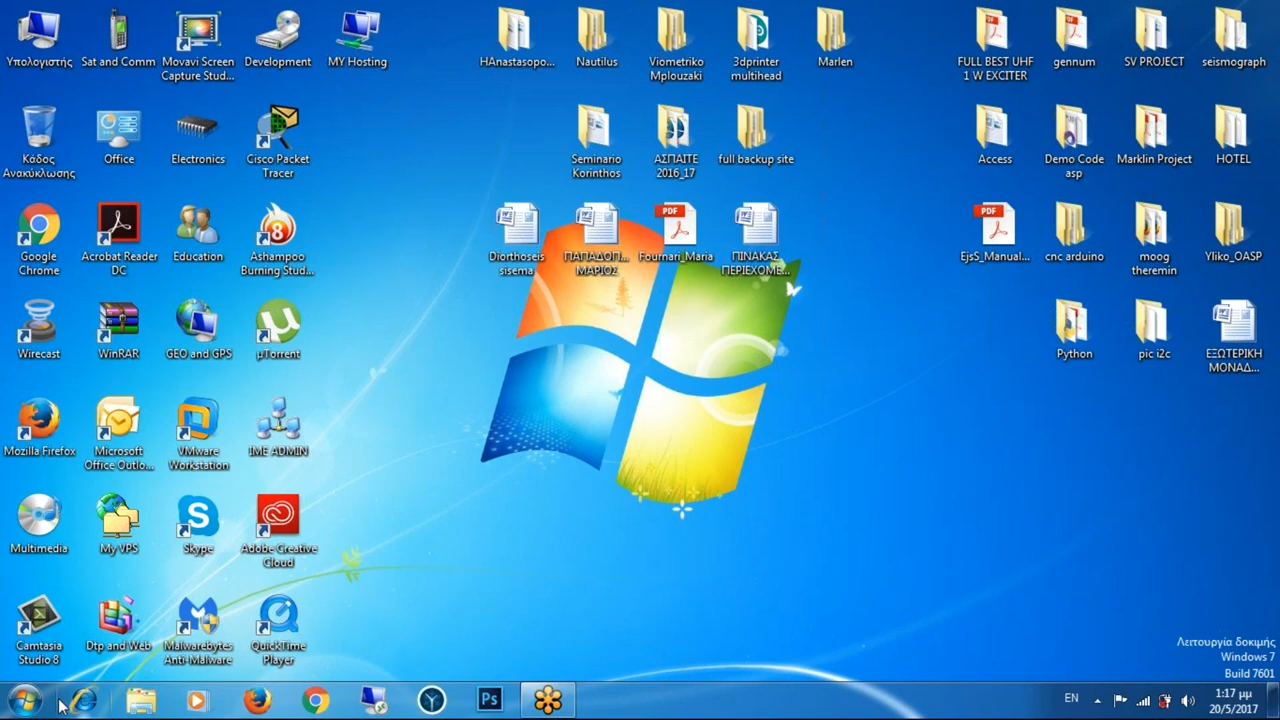 Υπολογιστής
Sat and Comm
Movavi Screen
Capture Stud...
Development
MY Hosting
HAnastasopo...
Nautilus
Viometriko
Mplouzaki
3dprinter
multihead
Marlen
FULL BEST UHF
1 W EXCITER
gennum
SV PROJECT
seismograph
Κάδος
Ανακύκλωσης
Office
Electronics
Cisco Packet
Tracer
Seminario
Korinthos
ΑΣΠΑΙΤΕ
2016_17
full backup site
Access
Demo Code
asp
Marklin Project
HOTEL
Google
Chrome
Acrobat Reader
DC
Education
8
Ashampoo
Burning Stud...
Diorthoseis
sisema
ΠΑΠΑΔΟΠ...
ΜΑΡΙΟΣ
PDF
Fournari_Maria
ΠΙΝΑΚΑΣ
ΠΕΡΙΕΧΟΜΕ...
PDF
EjsS_Manual...
cnc arduino
moog
theremin
Yliko_OASP
Wirecast
WinRAR
GEO and GPS
µTorrent
Python
pic i2c
ΕΞΩΤΕΡΙΚΗ
ΜΟΝΑΔ...
Mozilla Firefox
Microsoft
Office Outlo...
VMware
Workstation
IME ADMIN
Multimedia
My VPS
Skype
Adobe Creative
Cloud
Camtasia
Studio 8
Dtp and Web
Malwarebytes
Anti-Malware
QuickTime
Player
Λειτουργία δοκιμής
Windows 7
Build 7601
Ps
EN
1:17 μμ
20/5/2017